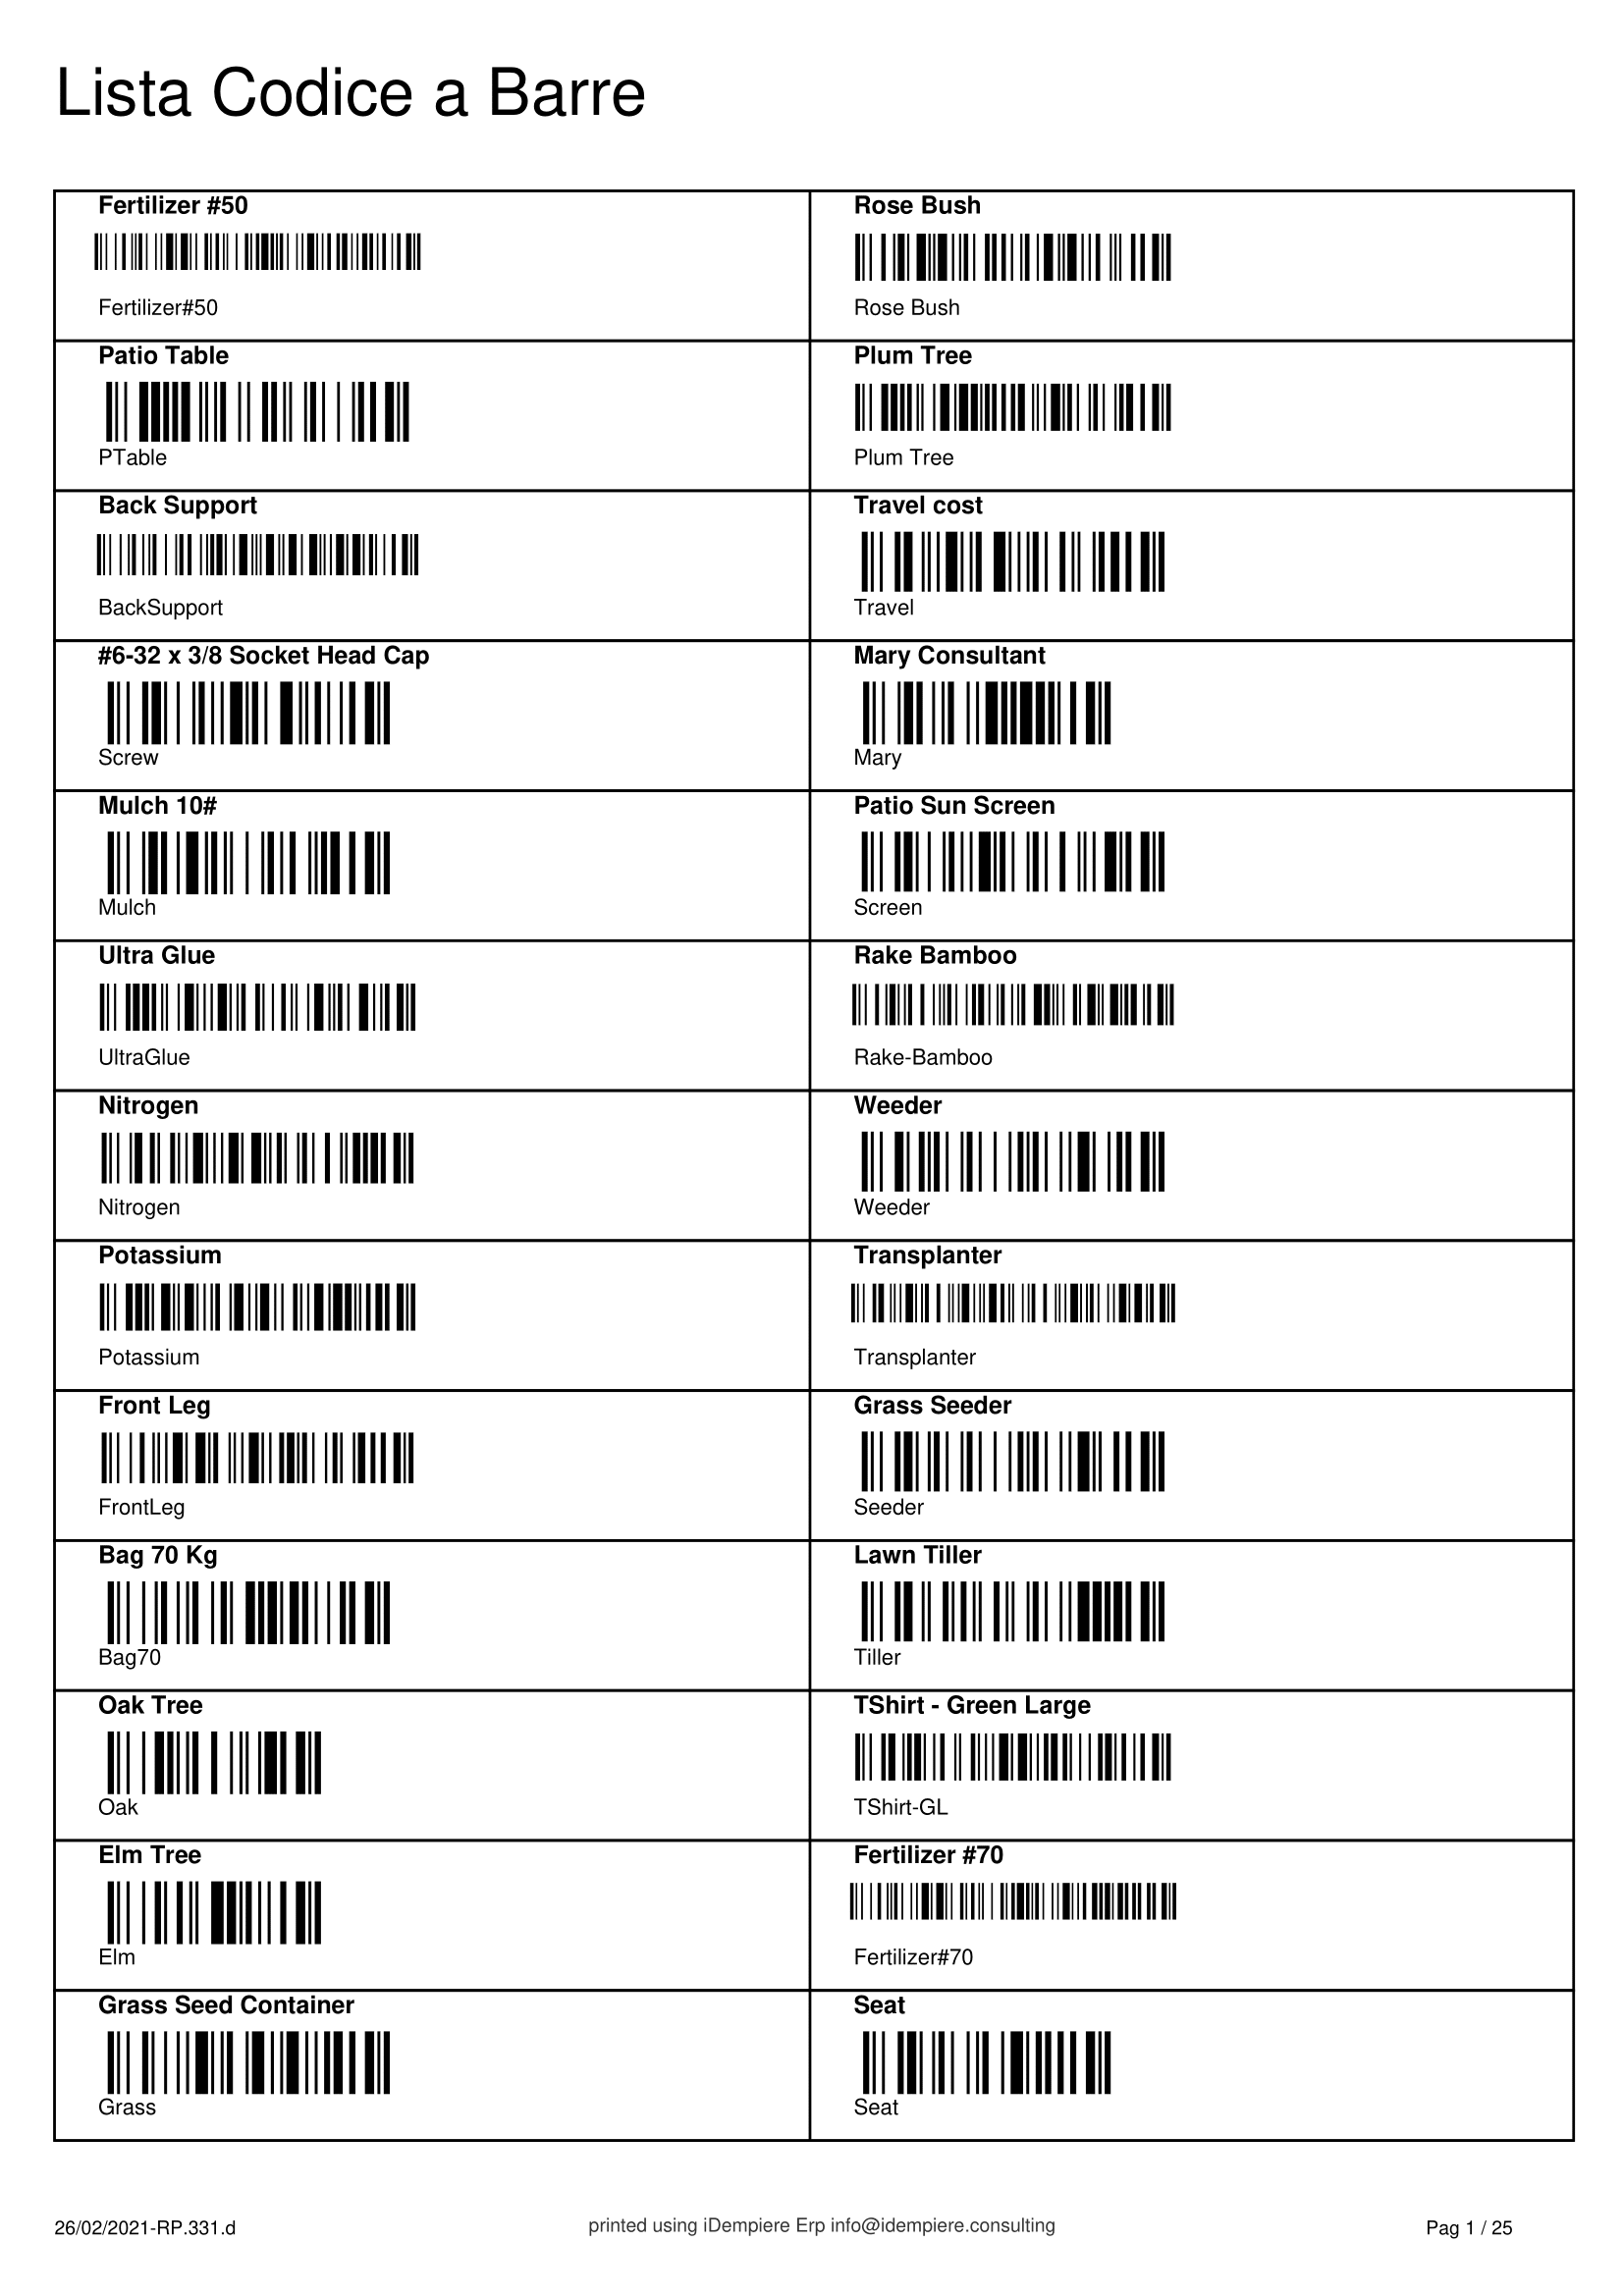 Lista Codice a Barre
Fertilizer #50
Fertilizer#50
Rose Bush
Rose Bush
Patio Table
PTable
Plum Tree
Plum Tree
Back Support
BackSupport
Travel cost
Travel
#6-32 x 3/8 Socket Head Cap
Screw
Mary Consultant
Mary
Mulch 10#
Mulch
Patio Sun Screen
Screen
Ultra Glue
UltraGlue
Rake Bamboo
Rake-Bamboo
Nitrogen
Nitrogen
Weeder
Weeder
Potassium
Potassium
Transplanter
Transplanter
Front Leg
FrontLeg
Grass Seeder
Seeder
Bag 70 Kg
Bag70
Lawn Tiller
Tiller
Oak Tree
Oak
TShirt - Green Large
TShirt-GL
Elm Tree
Elm
Fertilizer #70
Fertilizer#70
Grass Seed Container
Grass
Seat
Seat
26/02/2021-RP.331.d
printed using iDempiere Erp info@idempiere.consulting
Pag 1 / 25